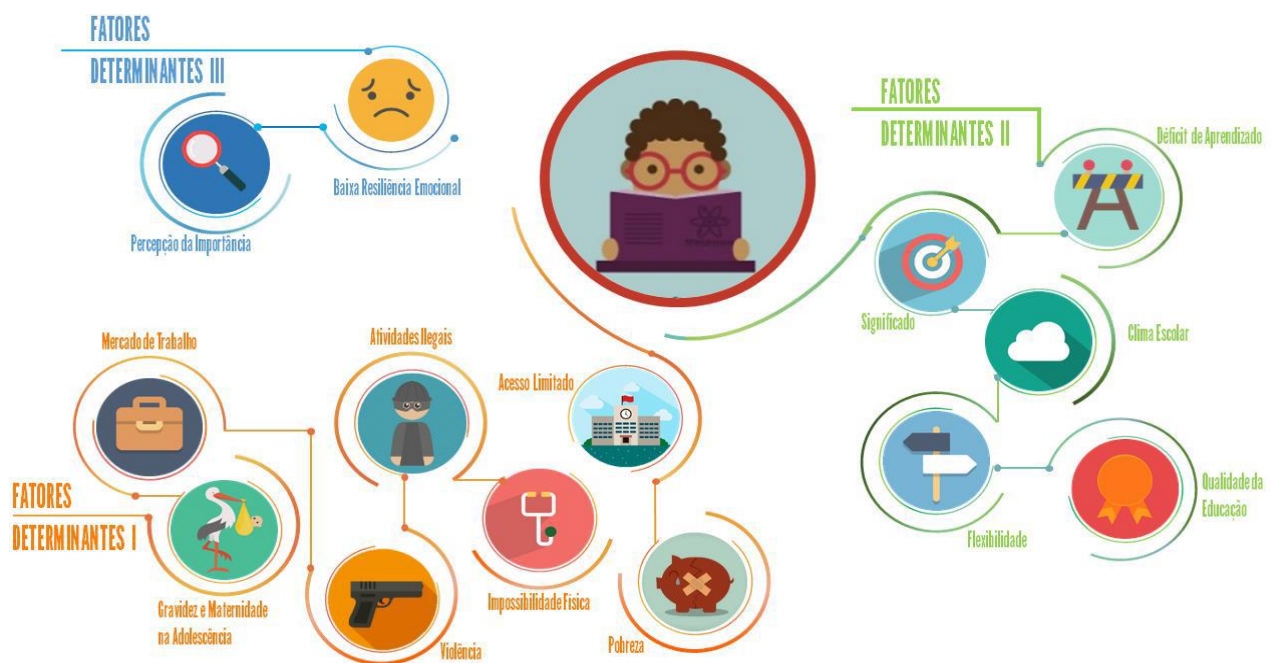 FATORES
DETERMINANTES III
Baixa Resiliência Emocional
Percepção da Importância
FATORES
DETERMINANTES II
Déficit de Aprendizado
Significado
Clima Escolar
Flexibilidade
Qualidade da
Educação
Mercado de Trabalho
Atividades Ilegais
Acesso Limitado
FATORES
DETERMINANTES I
Gravidez e Maternidade
na Adolescência
Violência
Impossibilidade Física
Pobreza